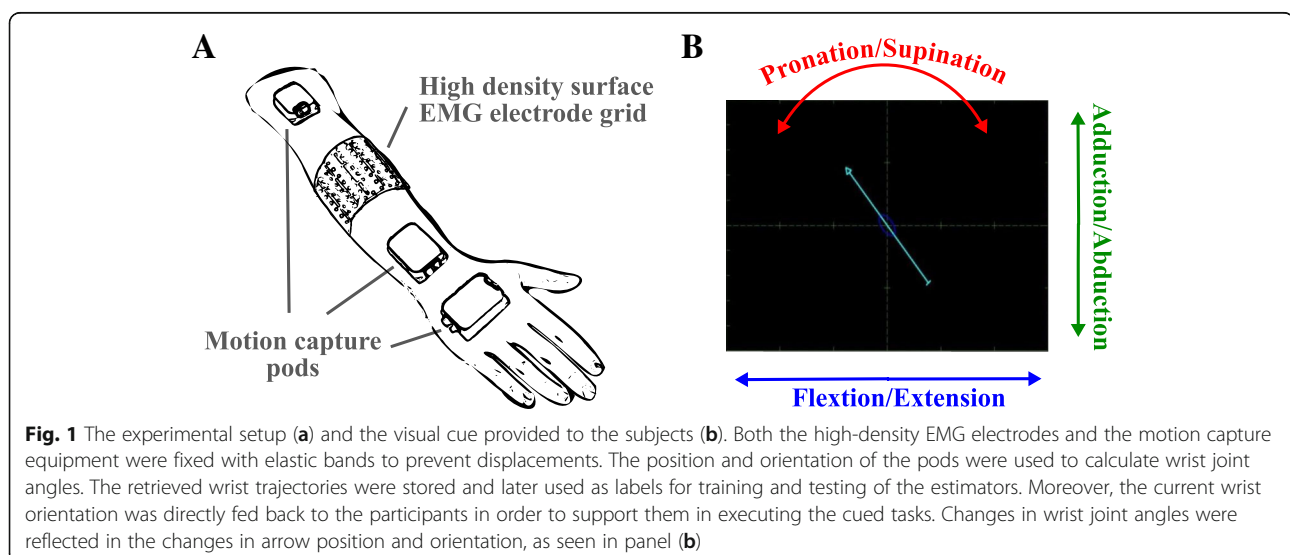 A
High density surface
EMG electrode grid
Motion capture
pods
B
Pronation/Supination
Adduction/Abduction
Flextion/Extension
Fig. 1 The experimental setup (a) and the visual cue provided to the subjects (b). Both the high-density EMG electrodes and the motion capture
equipment were fixed with elastic bands to prevent displacements. The position and orientation of the pods were used to calculate wrist joint
angles. The retrieved wrist trajectories were stored and later used as labels for training and testing of the estimators. Moreover, the current wrist
orientation was directly fed back to the participants in order to support them in executing the cued tasks. Changes in wrist joint angles were
reflected in the changes in arrow position and orientation, as seen in panel (b)